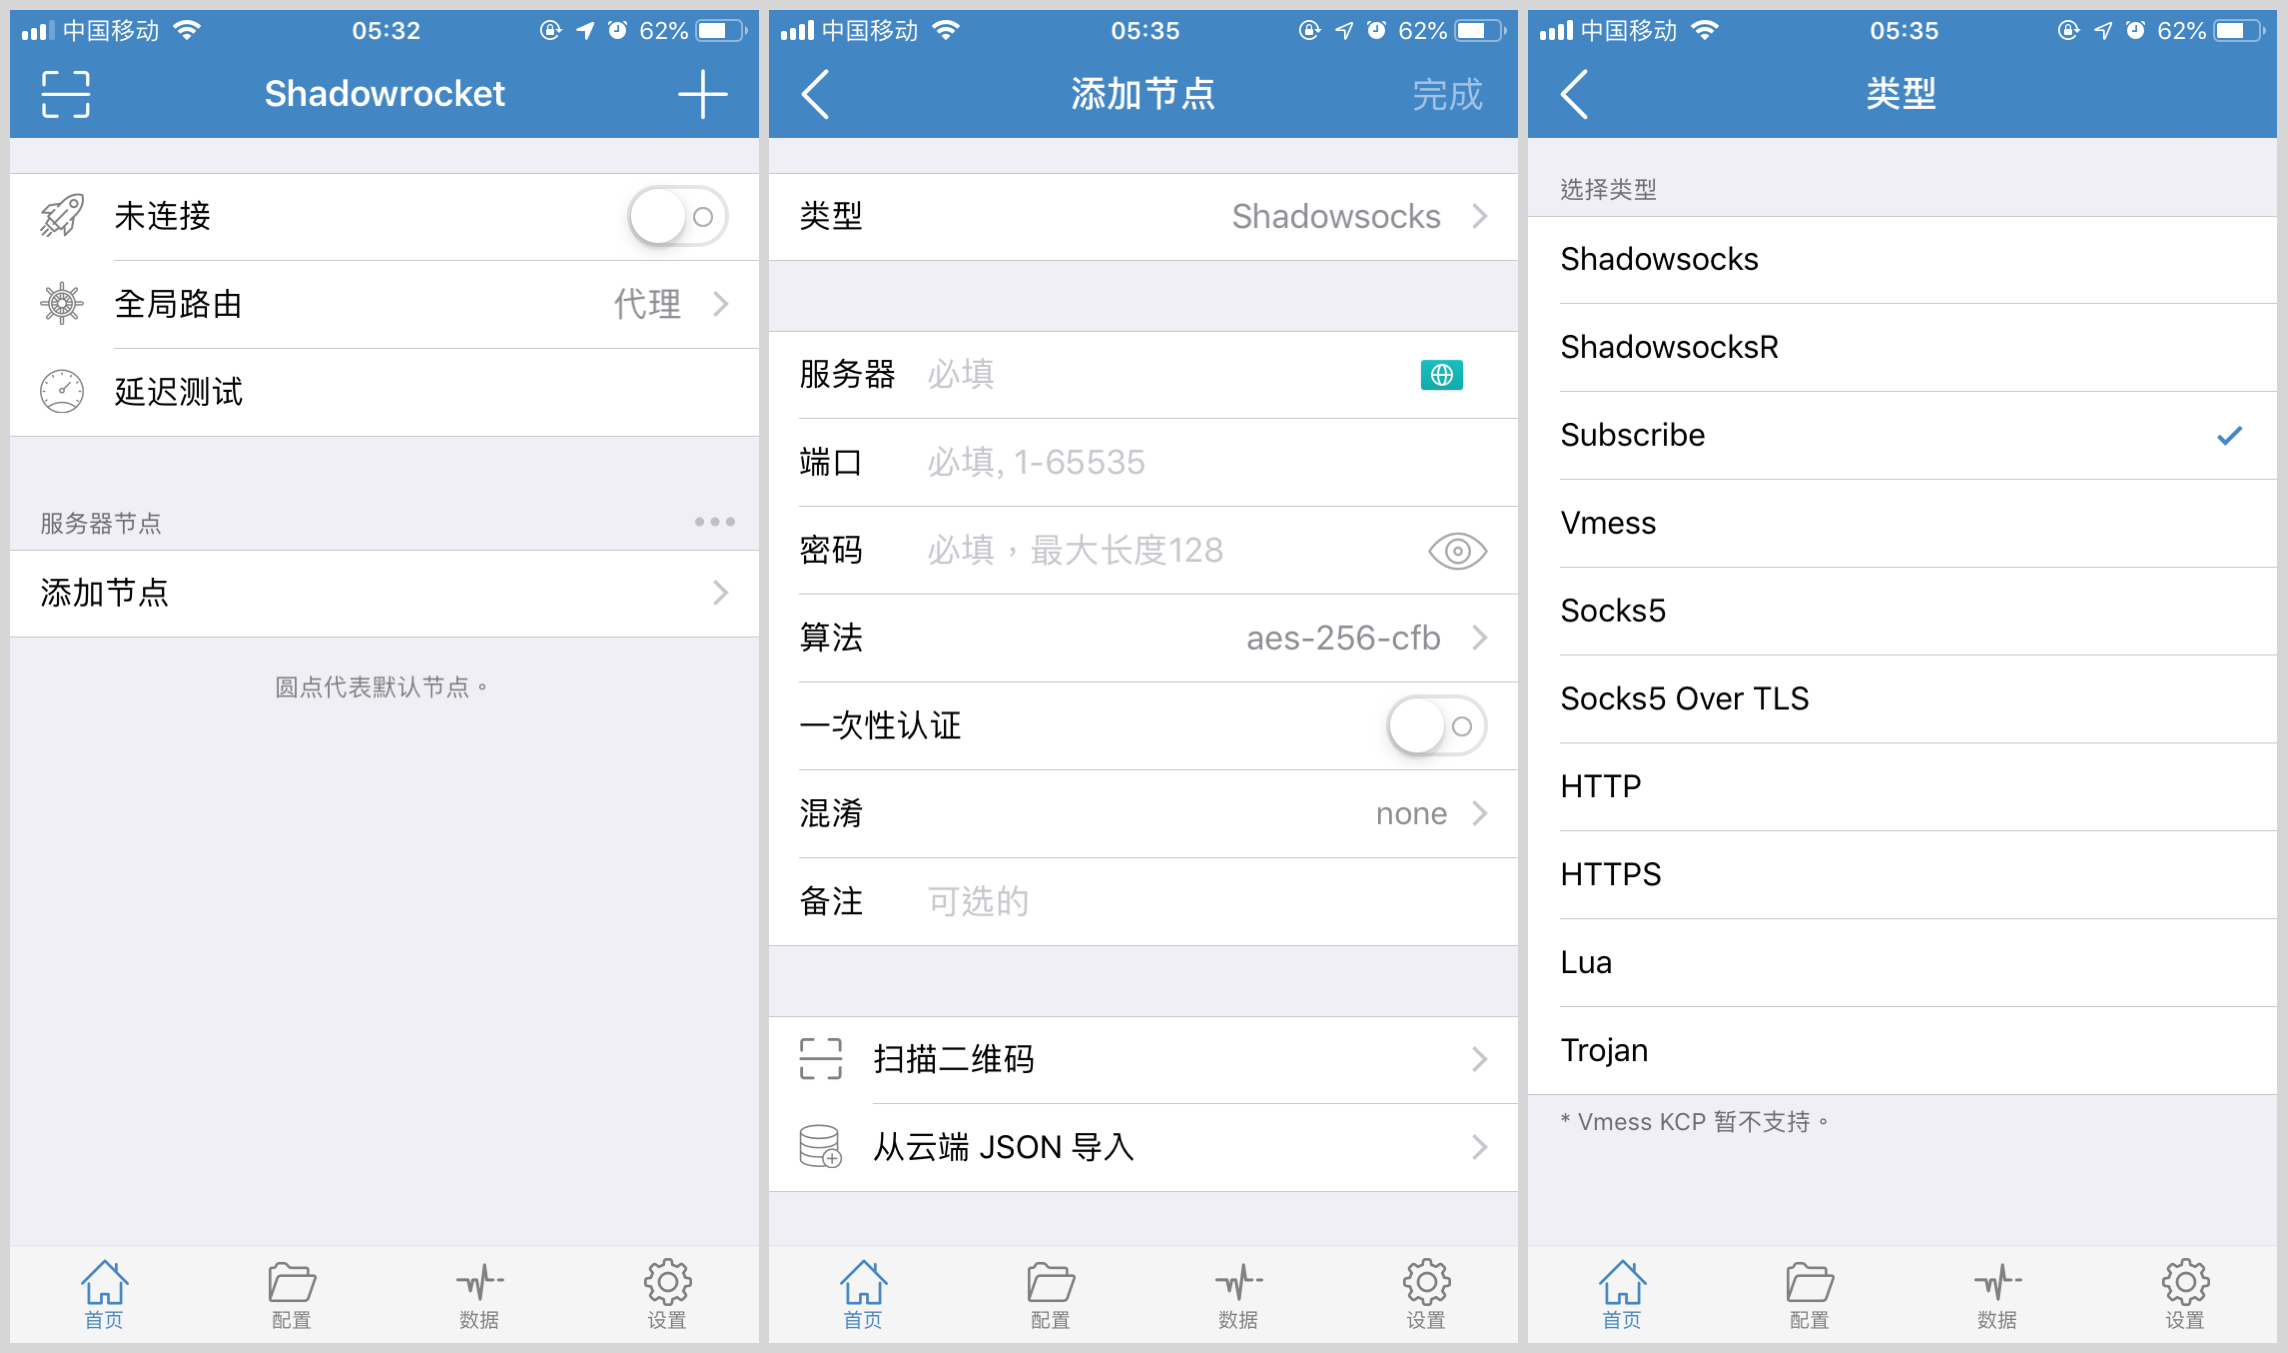 中国移动 05:32 62%
Shadowrocket
未连接
全局路由 代理
延迟测试
服务器节点
添加节点
圆点代表默认节点。
首页 配置 数据 设置
中国移动 05:35 62%
添加节点 完成
类型 Shadowsocks
服务器 必填
端口 必填, 1-65535
密码 必填，最大长度128
算法 aes-256-cfb
一次性认证
混淆 none
备注 可选的
扫描二维码
从云端 JSON 导入
首页 配置 数据 设置
中国移动 05:35 62%
类型
选择类型
Shadowsocks
ShadowsocksR
Subscribe
Vmess
Socks5
Socks5 Over TLS
HTTP
HTTPS
Lua
Trojan
* Vmess KCP 暂不支持。
首页 配置 数据 设置